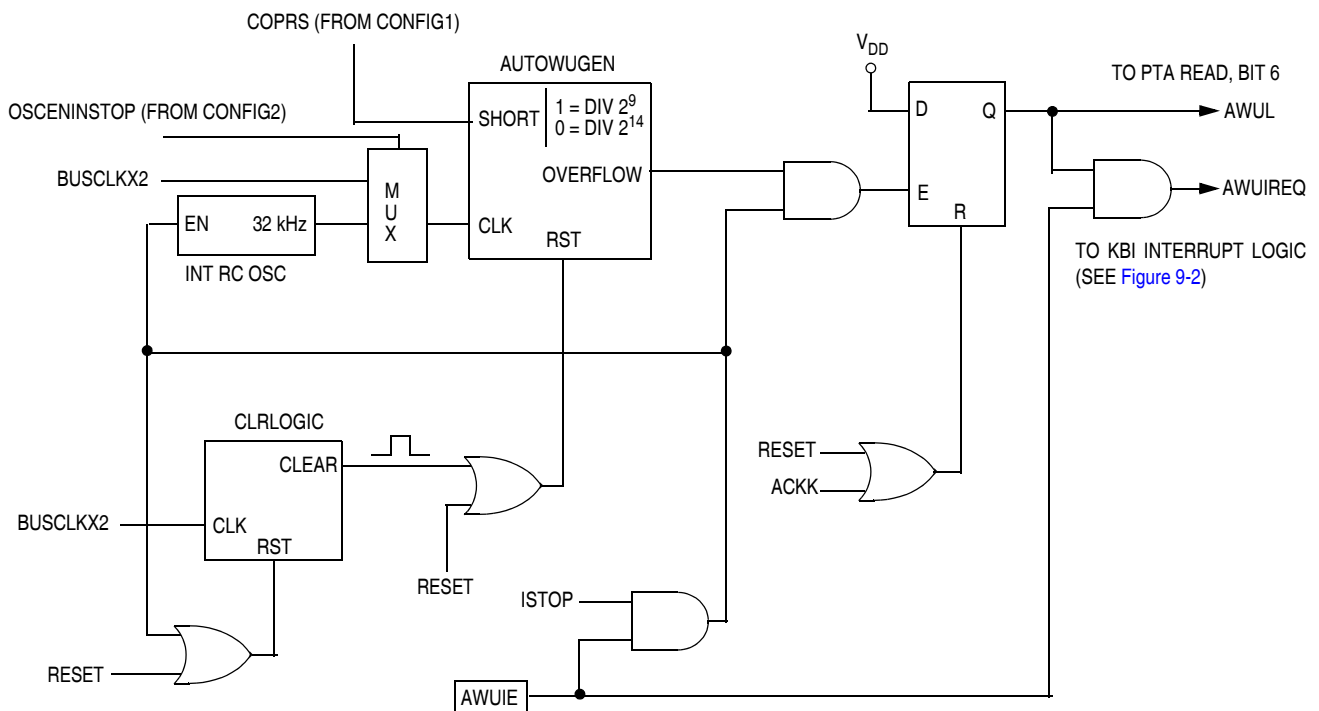 COPRS (FROM CONFIG1)
V_DD
AUTOWUGEN
TO PTA READ, BIT 6
OSCENINSTOP (FROM CONFIG2)
SHORT
1 = DIV 2^9
0 = DIV 2^14
D
Q
AWUL
BUSCLKX2
MUX
OVERFLOW
E
AWUIREQ
EN
32 kHz
CLK
RST
R
INT RC OSC
TO KBI INTERRUPT LOGIC
(SEE Figure 9-2)
CLRLOGIC
CLEAR
RESET
ACKK
BUSCLKX2
CLK
RST
RESET
ISTOP
RESET
AWUIE